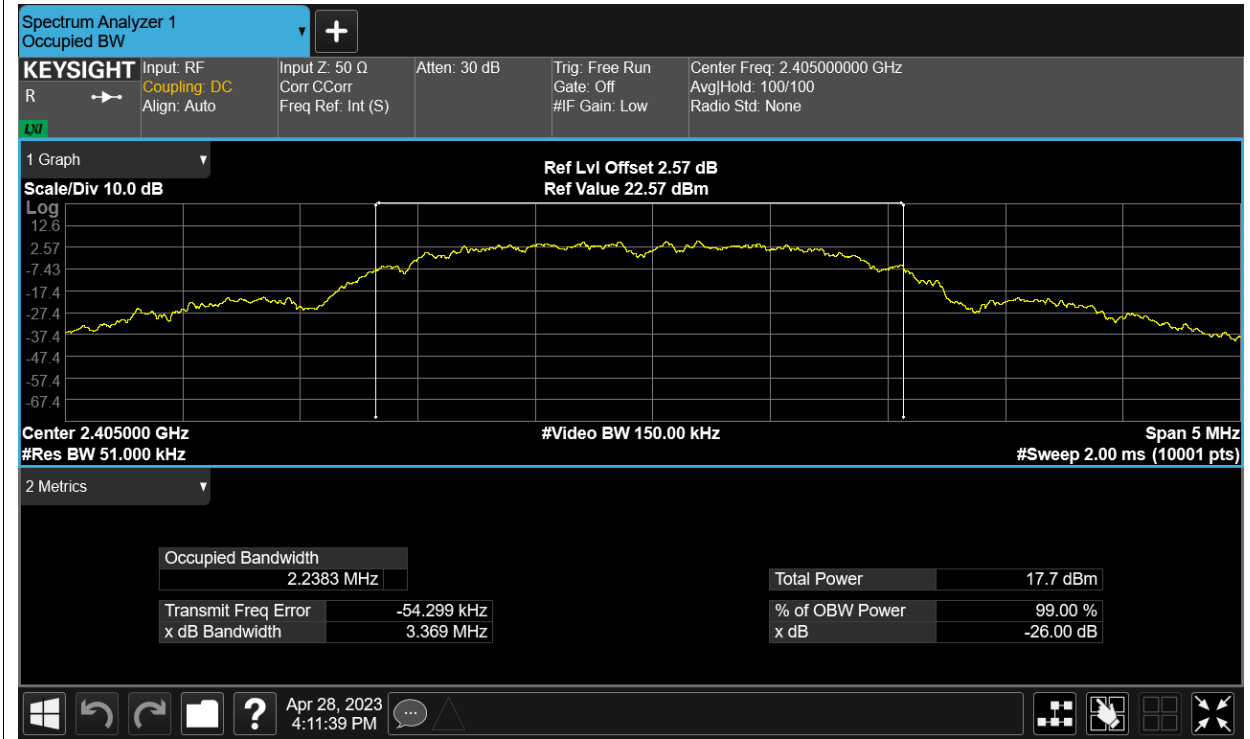 Spectrum Analyzer 1
Occupied BW
KEYSIGHT
R
LXI
Input: RF
Coupling: DC
Align: Auto
Input Z: 50 Ω
Corr CCorr
Freq Ref: Int (S)
Atten: 30 dB
Trig: Free Run
Gate: Off
#IF Gain: Low
Center Freq: 2.405000000 GHz
Avg|Hold: 100/100
Radio Std: None
1 Graph
Scale/Div 10.0 dB
Ref Lvl Offset 2.57 dB
Ref Value 22.57 dBm
Log
12.6
2.57
-7.43
-17.4
-27.4
-37.4
-47.4
-57.4
-67.4
Center 2.405000 GHz
#Video BW 150.00 kHz
Span 5 MHz
#Res BW 51.000 kHz
#Sweep 2.00 ms (10001 pts)
2 Metrics
Occupied Bandwidth
2.2383 MHz
Total Power 17.7 dBm
Transmit Freq Error -54.299 kHz
% of OBW Power 99.00 %
x dB Bandwidth 3.369 MHz
x dB -26.00 dB
?
Apr 28, 2023
4:11:39 PM